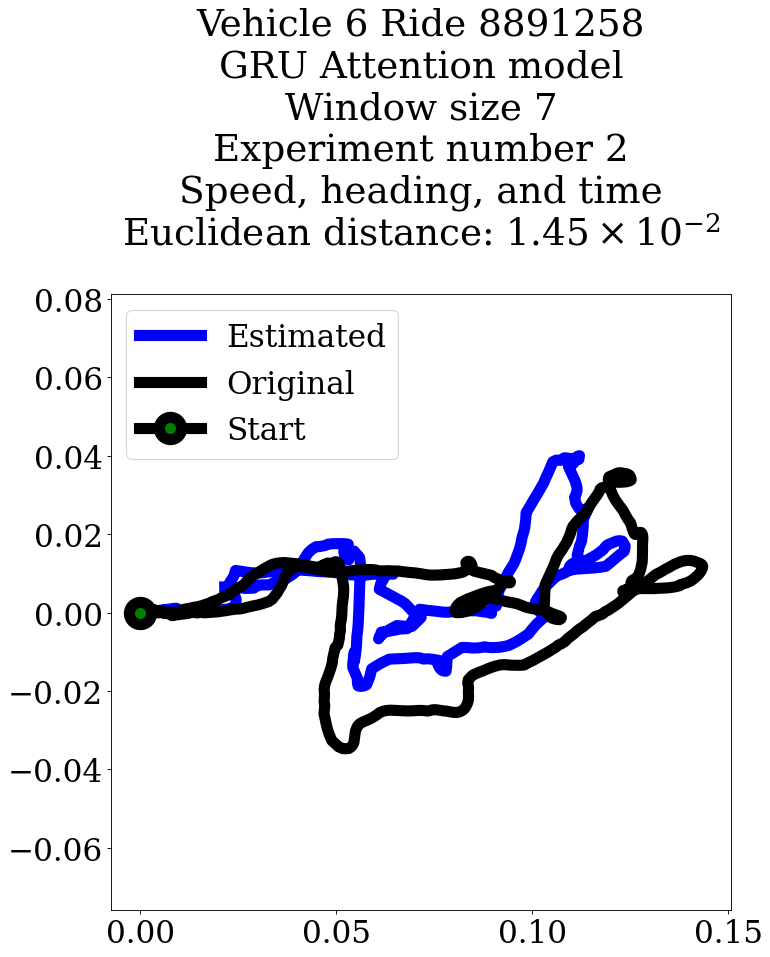 Vehicle 6 Ride 8891258
GRU Attention model
Window size 7
Experiment number 2
Speed, heading, and time
Euclidean distance: 1.45 × 10⁻²
Estimated
Original
Start
0.08
0.06
0.04
0.02
0.00
−0.02
−0.04
−0.06
0.00 0.05 0.10 0.15